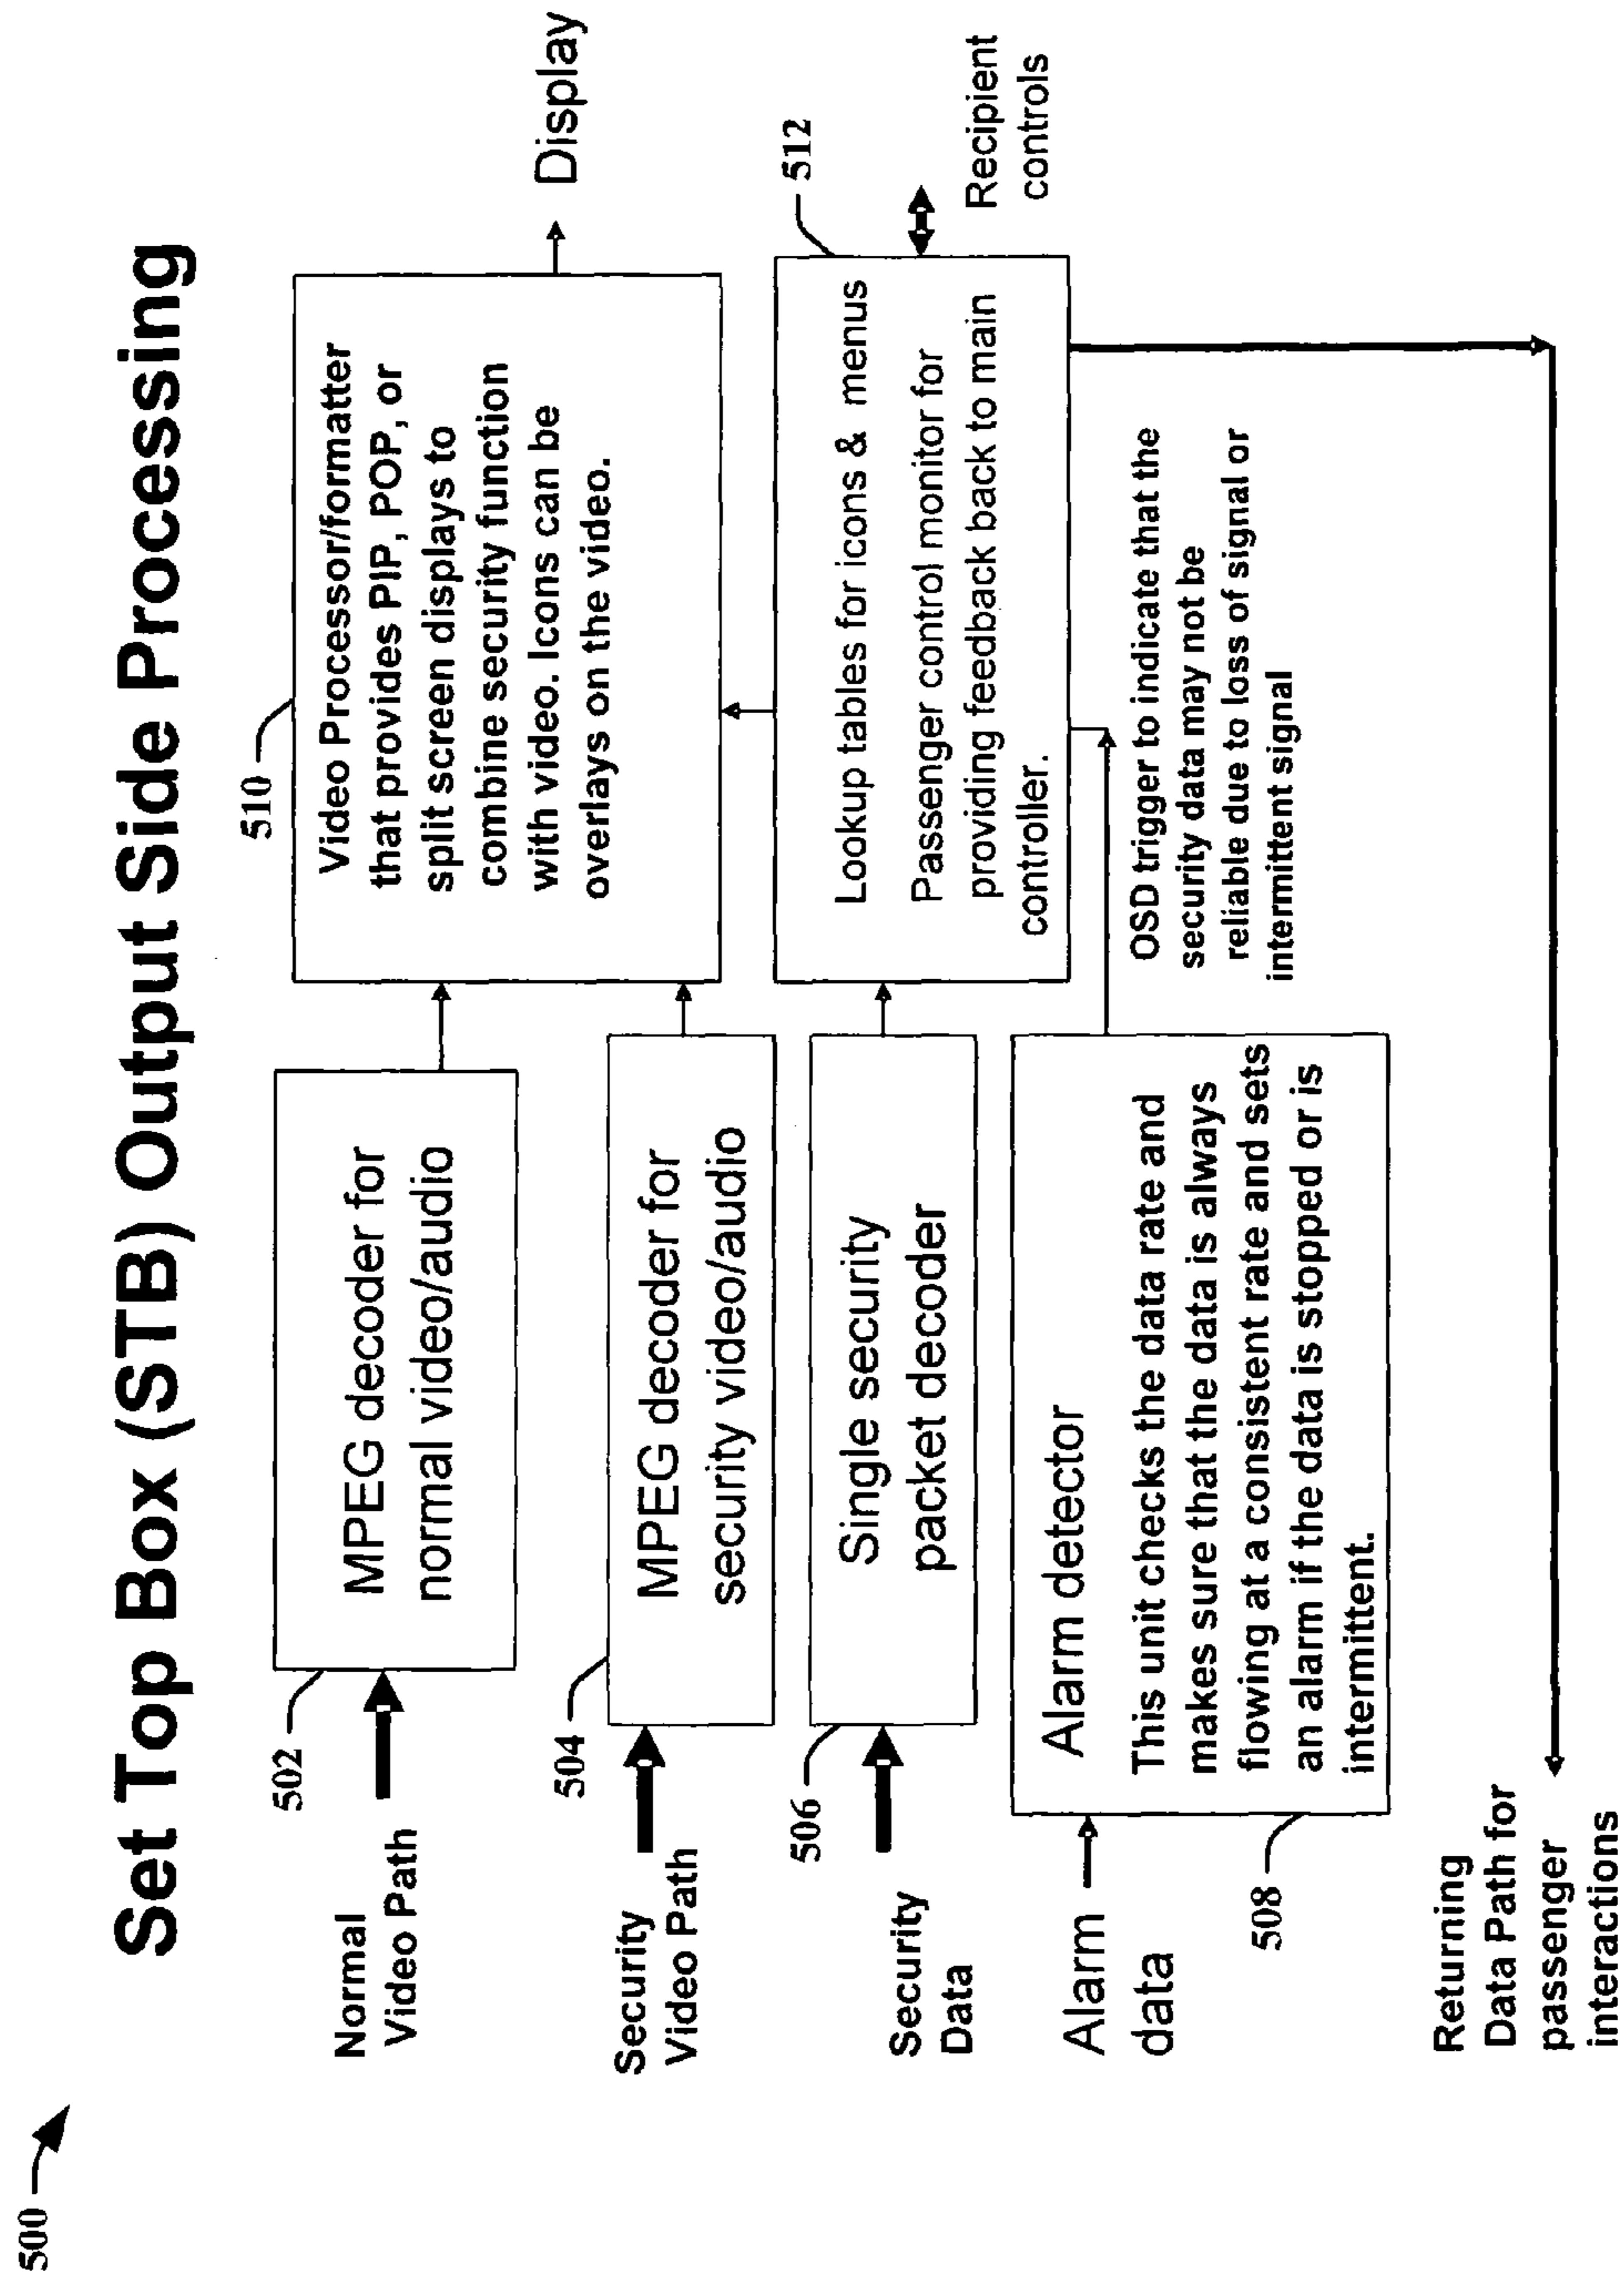 500
Set Top Box (STB) Output Side Processing
Normal
Video Path
502
MPEG decoder for
normal video/audio
510
Video Processor/formatter
that provides PIP, POP, or
split screen displays to
combine security function
with video. Icons can be
overlays on the video.
Display
Security
Video Path
504
MPEG decoder for
security video/audio
Security
Data
506
Single security
packet decoder
512
Lookup tables for icons & menus
Passenger control monitor for
providing feedback back to main
controller.
Recipient
controls
Alarm
data
508
Alarm detector
This unit checks the data rate and
makes sure that the data is always
flowing at a consistent rate and sets
an alarm if the data is stopped or is
intermittent.
OSD trigger to indicate that the
security data may not be
reliable due to loss of signal or
intermittent signal
Returning
Data Path for
passenger
interactions